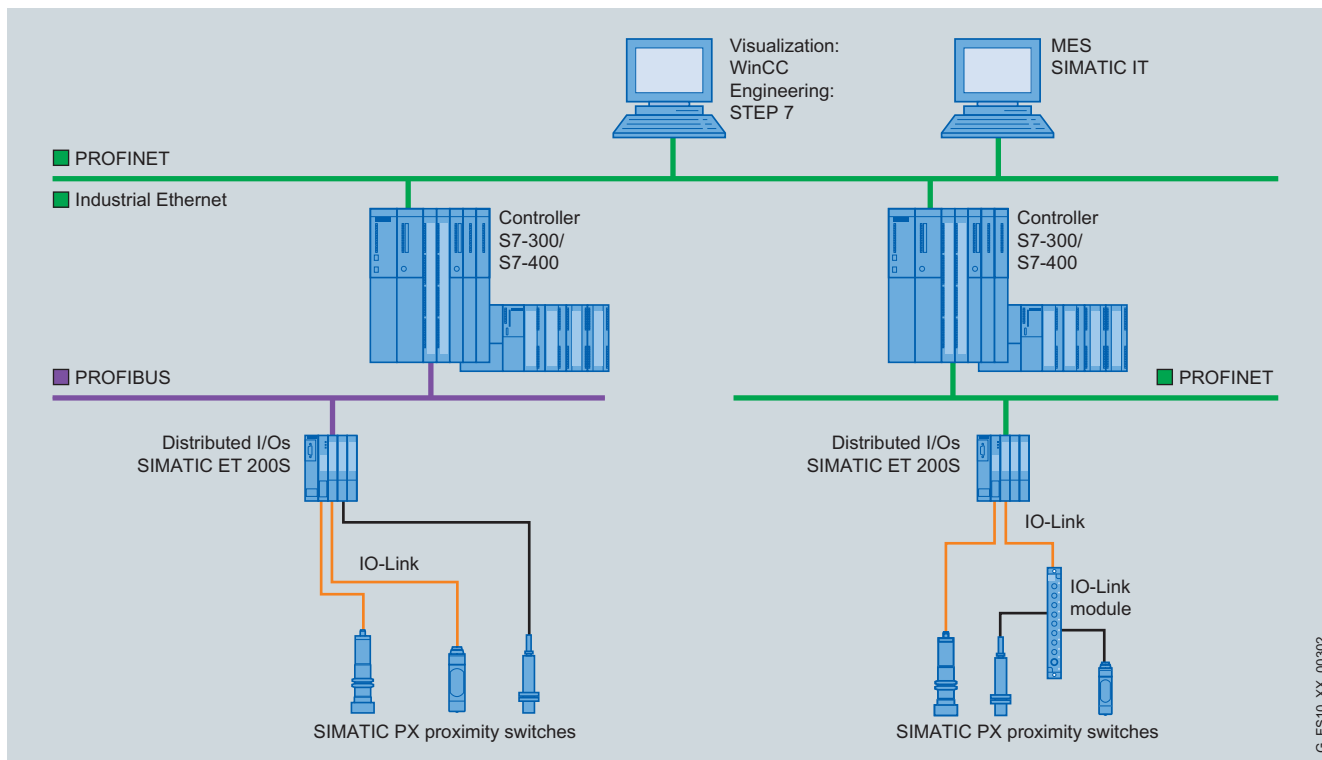 Visualization:
WinCC
Engineering:
STEP 7
MES
SIMATIC IT
PROFINET
Industrial Ethernet
Controller
S7-300/
S7-400
Controller
S7-300/
S7-400
PROFIBUS
PROFINET
Distributed I/Os
SIMATIC ET 200S
Distributed I/Os
SIMATIC ET 200S
IO-Link
IO-Link
IO-Link
module
SIMATIC PX proximity switches
SIMATIC PX proximity switches
G_FS10_XX_00302